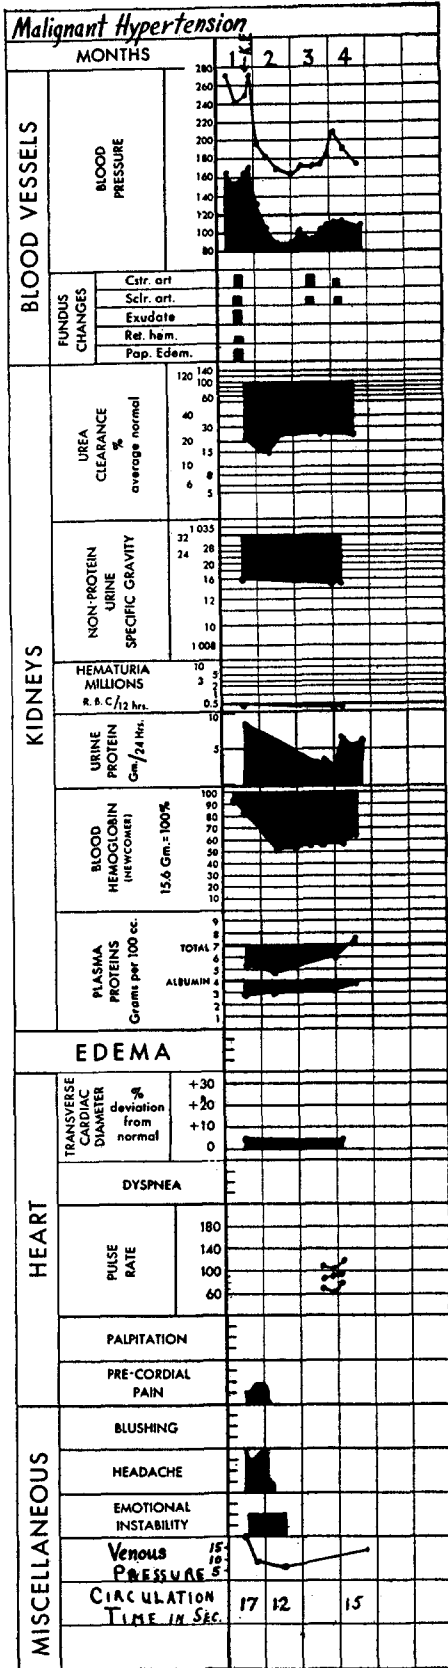 Malignant Hypertension
MONTHS 1 ←K.E. 2 3 4
BLOOD VESSELS
BLOOD
PRESSURE
280
260
240
220
200
180
160
140
120
100
80
FUNDUS
CHANGES
Cstr. art
Sclr. art.
Exudate
Ret. hem.
Pap. Edem.
KIDNEYS
UREA
CLEARANCE
%
average normal
120 140
100
60
40
30
20
15
10
8
6
5
NON-PROTEIN
URINE
SPECIFIC GRAVITY
1035
32
28
24
20
16
12
10
1008
HEMATURIA
MILLIONS
R. B. C/12 hrs.
10
5
3
2
1
0.5
URINE
PROTEIN
Gm/24 Hrs.
10
5
BLOOD
HEMOGLOBIN
(NEWCOMER)
15.6 Gm.=100%
100
90
80
70
60
50
40
30
20
10
PLASMA
PROTEINS
Grams per 100 cc.
9
8
TOTAL 7
6
5
ALBUMIN 4
3
2
1
EDEMA
HEART
TRANSVERSE
CARDIAC
DIAMETER
%
deviation
from
normal
+30
+20
+10
0
DYSPNEA
PULSE
RATE
180
140
100
60
PALPITATION
PRE-CORDIAL
PAIN
MISCELLANEOUS
BLUSHING
HEADACHE
EMOTIONAL
INSTABILITY
Venous
PRESSURE
15
10
5
CIRCULATION
TIME IN SEC.
17 12 15